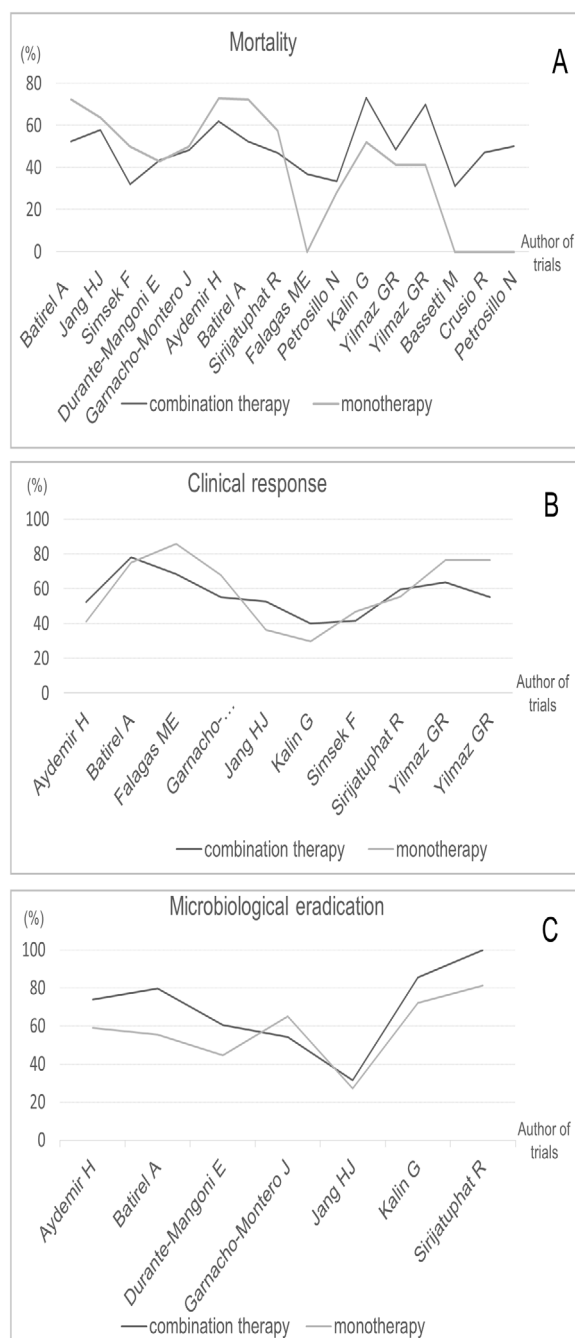 Mortality
A
(%)
80
60
40
20
0
Author of
trials
Batirel A
Jang HJ
Simsek F
Durante-Mangoni E
Garnacho-Montero J
Aydemir H
Batirel A
Sirijatuphat R
Falagas ME
Petrosillo N
Kalin G
Yilmaz GR
Yilmaz GR
Bassetti M
Crusio R
Petrosillo N
combination therapy
monotherapy
Clinical response
B
(%)
100
80
60
40
20
0
Author of
trials
Aydemir H
Batirel A
Falagas ME
Garnacho-…
Jang HJ
Kalin G
Simsek F
Sirijatuphat R
Yilmaz GR
Yilmaz GR
combination therapy
monotherapy
Microbiological eradication
C
(%)
100
80
60
40
20
0
Author of
trials
Aydemir H
Batirel A
Durante-Mangoni E
Garnacho-Montero J
Jang HJ
Kalin G
Sirijatuphat R
combination therapy
monotherapy